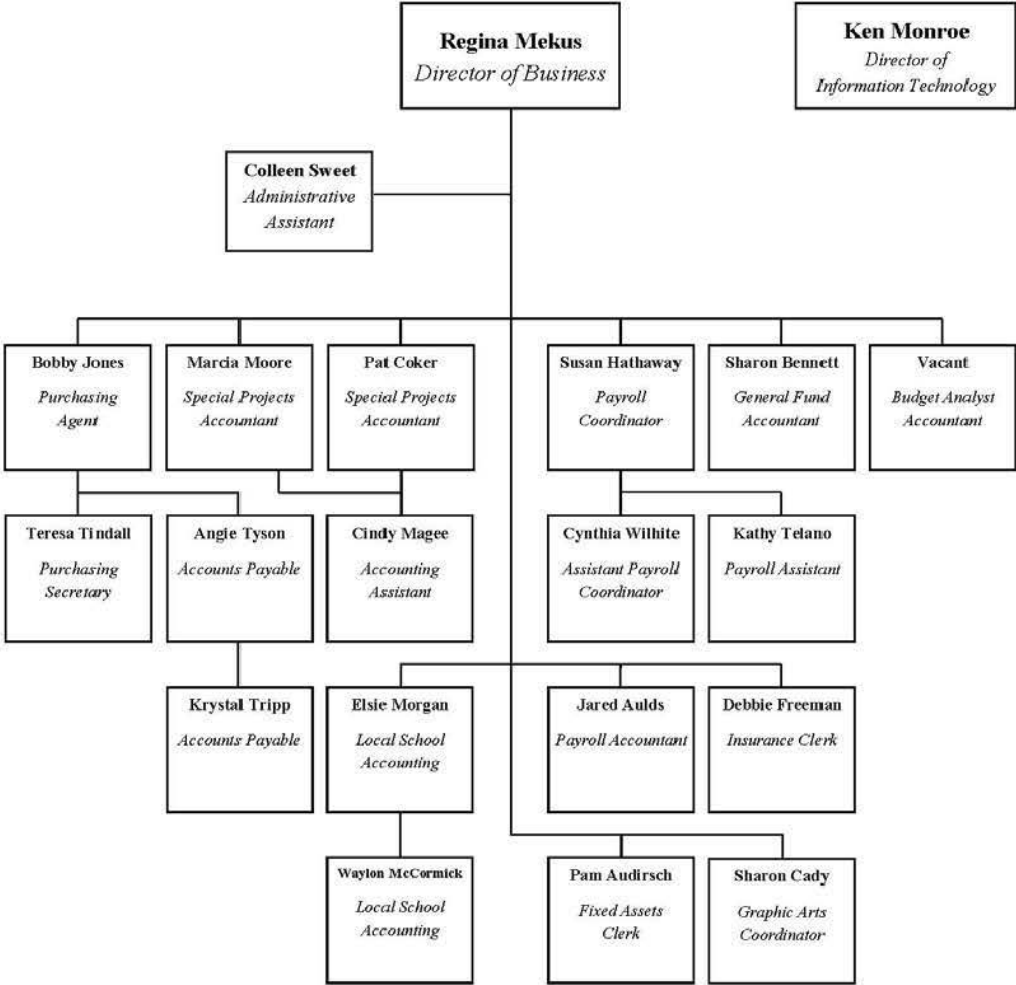 Regina Mekus
Director of Business
Ken Monroe
Director of
Information Technology
Colleen Sweet
Administrative
Assistant
Bobby Jones
Purchasing
Agent
Marcia Moore
Special Projects
Accountant
Pat Coker
Special Projects
Accountant
Susan Hathaway
Payroll
Coordinator
Sharon Bennett
General Fund
Accountant
Vacant
Budget Analyst
Accountant
Teresa Tindall
Purchasing
Secretary
Angie Tyson
Accounts Payable
Cindy Magee
Accounting
Assistant
Cynthia Wilhite
Assistant Payroll
Coordinator
Kathy Telano
Payroll Assistant
Krystal Tripp
Accounts Payable
Elsie Morgan
Local School
Accounting
Jared Aulds
Payroll Accountant
Debbie Freeman
Insurance Clerk
Waylon McCormick
Local School
Accounting
Pam Audirsch
Fixed Assets
Clerk
Sharon Cady
Graphic Arts
Coordinator